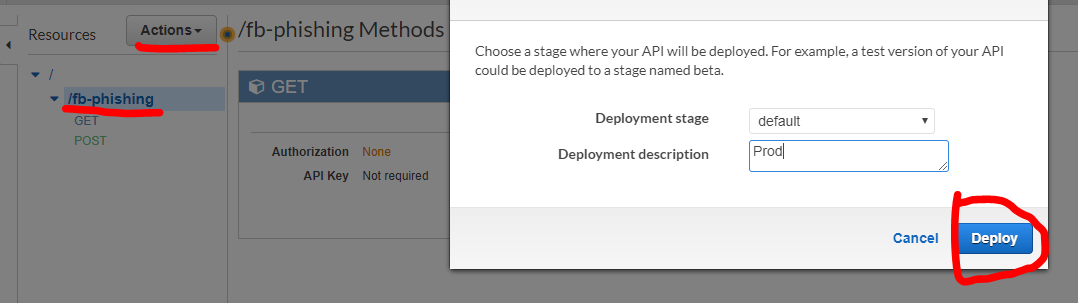 Resources
Actions
/fb-phishing Methods
/
/fb-phishing
GET
POST
GET
Authorization None
API Key Not required
Choose a stage where your API will be deployed. For example, a test version of your API
could be deployed to a stage named beta.
Deployment stage default
Deployment description Prod
Cancel Deploy